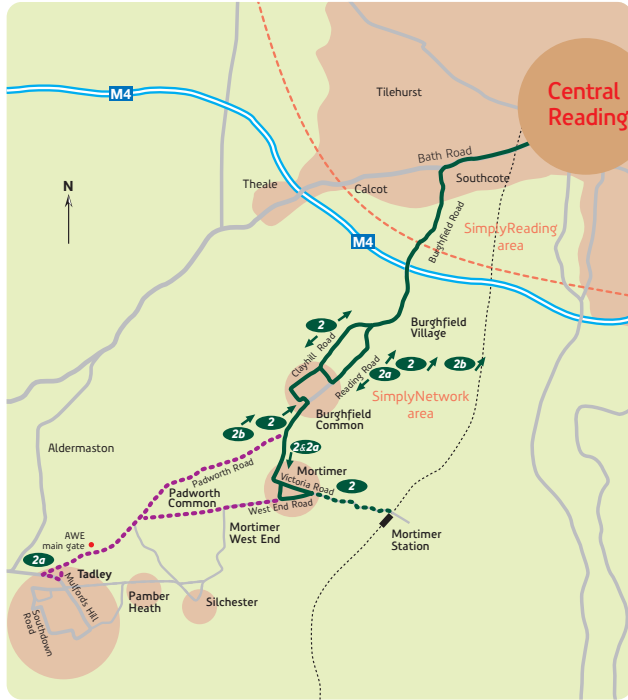 Central
Reading
Tilehurst
M4
Bath Road
Southcote
Theale
Calcot
N
Burghfield Road
SimplyReading
area
M4
2
Burghfield
Village
Clayhill Road
Reading Road
2
2b
2a
SimplyNetwork
area
Burghfield
Common
2
2b
2&2a
Aldermaston
Mortimer
Padworth Road
Victoria Road
2
Padworth
Common
West End Road
Mortimer
West End
Mortimer
Station
AWE
main gate
2a
Tadley
Mulfords Hill
Pamber
Heath
Silchester
Southdown
Road